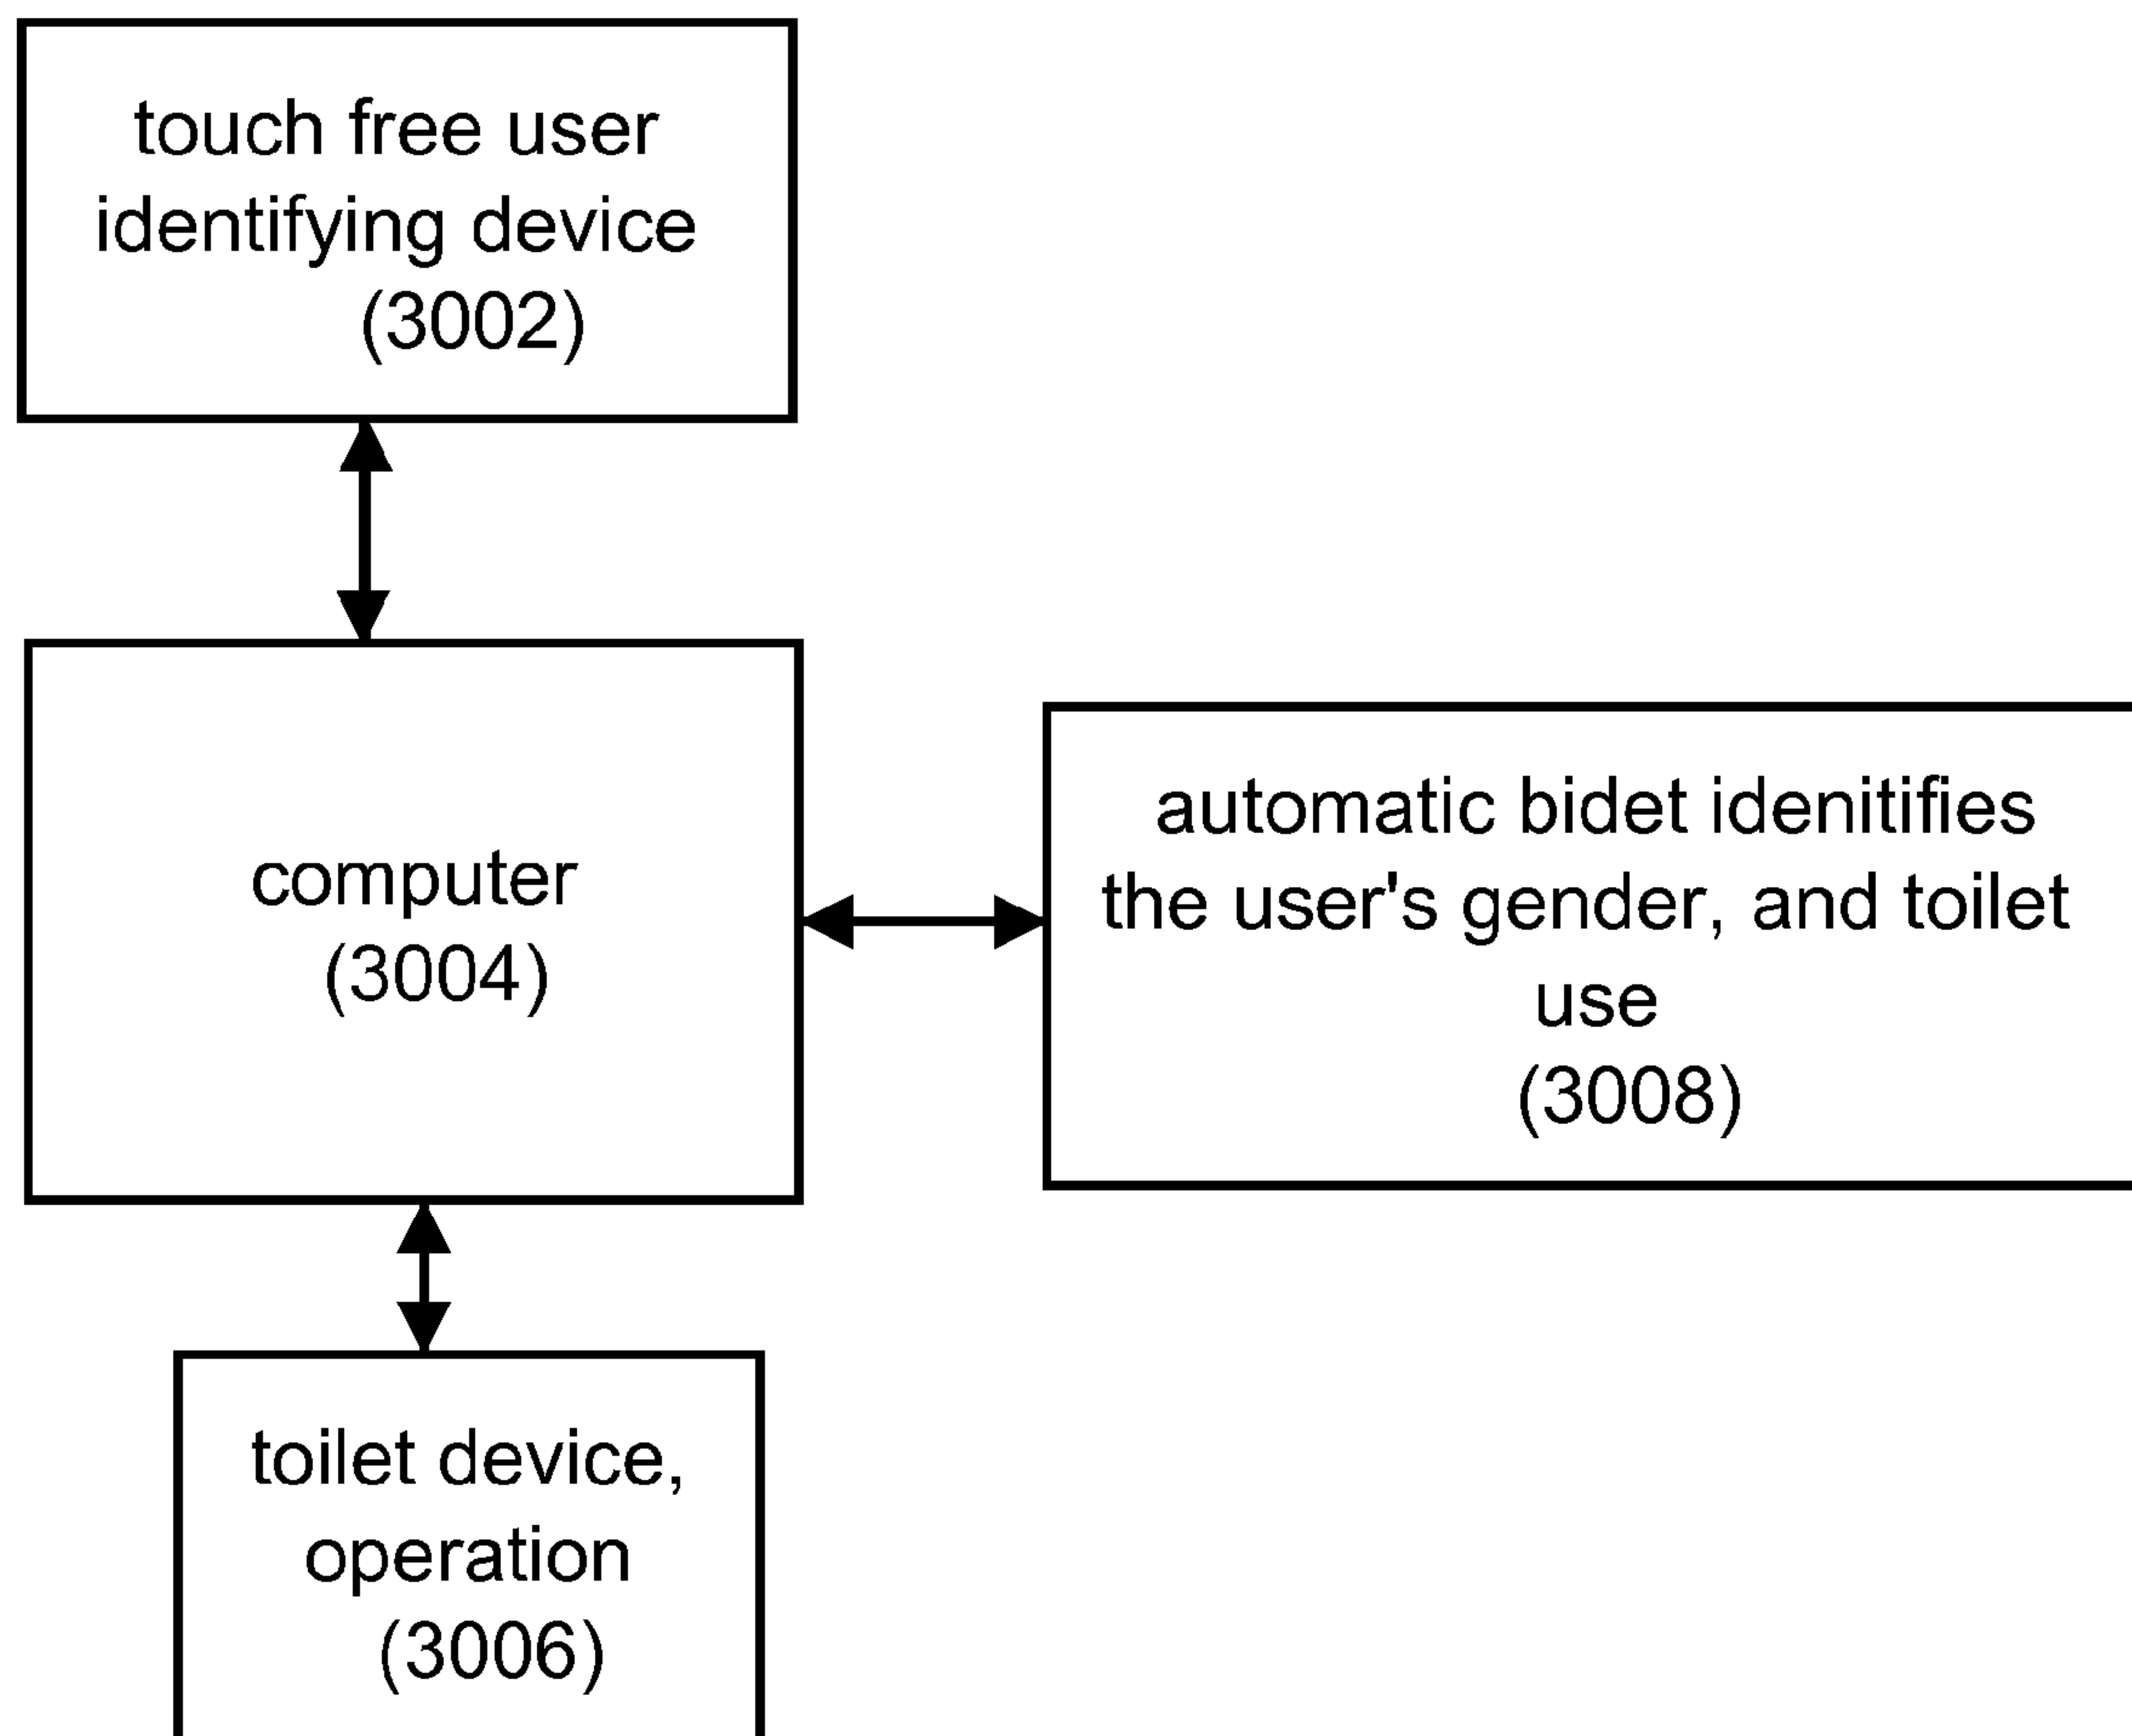 touch free user
identifying device
(3002)
computer
(3004)
automatic bidet idenitifies
the user's gender, and toilet
use
(3008)
toilet device,
operation
(3006)